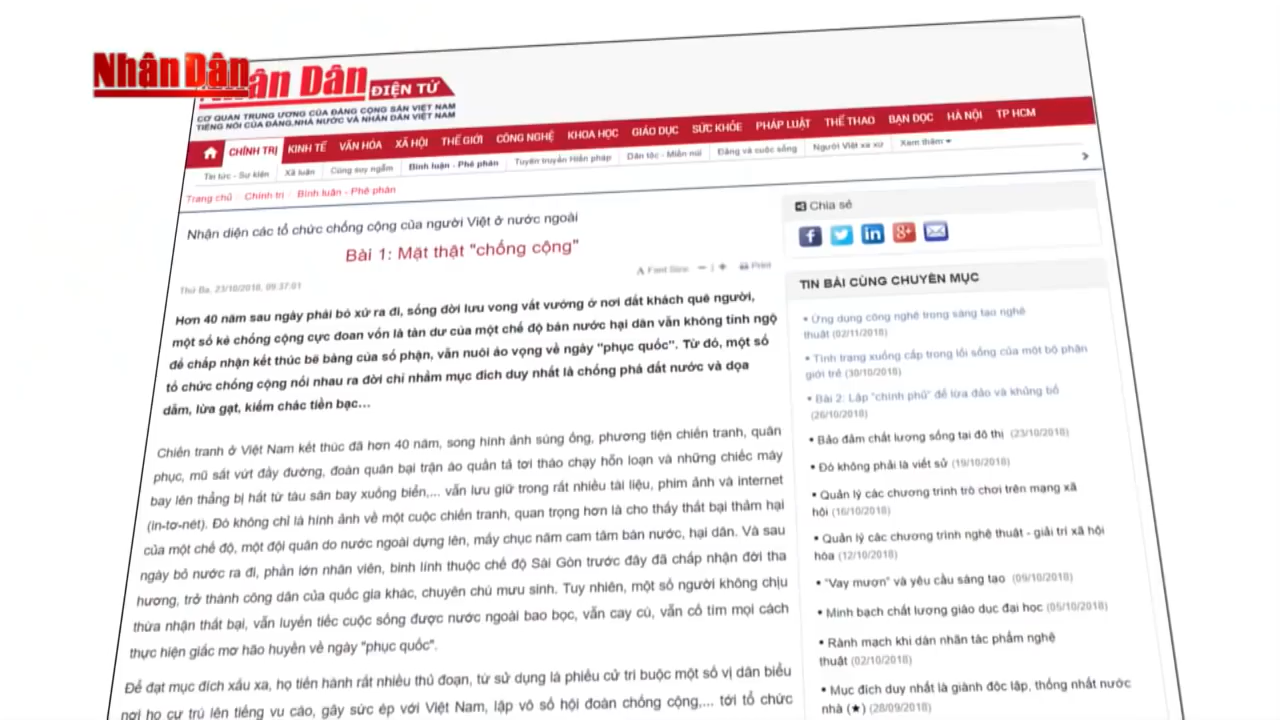 Nhân Dân
Nhân Dân ĐIỆN TỬ
CƠ QUAN TRUNG ƯƠNG CỦA ĐẢNG CỘNG SẢN VIỆT NAM
TIẾNG NÓI CỦA ĐẢNG, NHÀ NƯỚC VÀ NHÂN DÂN VIỆT NAM
CHÍNH TRỊ KINH TẾ VĂN HÓA XÃ HỘI THẾ GIỚI CÔNG NGHỆ KHOA HỌC GIÁO DỤC SỨC KHỎE PHÁP LUẬT THỂ THAO BẠN ĐỌC HÀ NỘI TP HCM
Tin tức - Sự kiện Xã luận Cùng suy ngẫm Bình luận - Phê phán Tuyên truyền Hiến pháp Dân tộc - Miền núi Đảng và cuộc sống Người Việt xa xứ Xem thêm
Trang chủ Chính trị Bình luận - Phê phán
Nhận diện các tổ chức chống cộng của người Việt ở nước ngoài
Bài 1: Mặt thật "chống cộng"
A Font Size − | + Print
Thứ Ba, 23/10/2018, 05:37:01
Hơn 40 năm sau ngày phải bỏ xứ ra đi, sống đời lưu vong vất vưởng ở nơi đất khách quê người,
một số kẻ chống cộng cực đoan vốn là tàn dư của một chế độ bán nước hại dân vẫn không tỉnh ngộ
để chấp nhận kết thúc bẽ bàng của số phận, vẫn nuôi ảo vọng về ngày "phục quốc". Từ đó, một số
tổ chức chống cộng nối nhau ra đời chỉ nhằm mục đích duy nhất là chống phá đất nước và dọa
dẫm, lừa gạt, kiếm chác tiền bạc...
Chiến tranh ở Việt Nam kết thúc đã hơn 40 năm, song hình ảnh súng ống, phương tiện chiến tranh, quân
phục, mũ sắt vứt đầy đường, đoàn quân bại trận áo quần tả tơi tháo chạy hỗn loạn và những chiếc máy
bay lên thẳng bị hất từ tàu sân bay xuống biển,... vẫn lưu giữ trong rất nhiều tài liệu, phim ảnh và internet
(in-tơ-nét). Đó không chỉ là hình ảnh về một cuộc chiến tranh, quan trọng hơn là cho thấy thất bại thảm hại
của một chế độ, một đội quân do nước ngoài dựng lên, mấy chục năm cam tâm bán nước, hại dân. Và sau
ngày bỏ nước ra đi, phần lớn nhân viên, binh lính thuộc chế độ Sài Gòn trước đây đã chấp nhận đời tha
hương, trở thành công dân của quốc gia khác, chuyên chú mưu sinh. Tuy nhiên, một số người không chịu
thừa nhận thất bại, vẫn luyến tiếc cuộc sống được nước ngoài bao bọc, vẫn cay cú, vẫn cố tìm mọi cách
thực hiện giấc mơ hão huyền về ngày "phục quốc".
Để đạt mục đích xấu xa, họ tiến hành rất nhiều thủ đoạn, từ sử dụng lá phiếu cử tri buộc một số vị dân biểu
nơi họ cư trú lên tiếng vu cáo, gây sức ép với Việt Nam, lập vô số hội đoàn chống cộng,... tới tổ chức
Chia sẻ
TIN BÀI CÙNG CHUYÊN MỤC
• Ứng dụng công nghệ trong sáng tạo nghệ
thuật (02/11/2018)
• Tình trạng xuống cấp trong lối sống của một bộ phận
giới trẻ (30/10/2018)
• Bài 2: Lập "chính phủ" để lừa đảo và khủng bố
(26/10/2018)
• Bảo đảm chất lượng sống tại đô thị (23/10/2018)
• Đó không phải là viết sử (19/10/2018)
• Quản lý các chương trình trò chơi trên mạng xã
hội (16/10/2018)
• Quản lý các chương trình nghệ thuật - giải trí xã hội
hóa (12/10/2018)
• "Vay mượn" và yêu cầu sáng tạo (09/10/2018)
• Minh bạch chất lượng giáo dục đại học (05/10/2018)
• Rành mạch khi dàn nhân tác phẩm nghệ
thuật (02/10/2018)
• Mục đích duy nhất là giành độc lập, thống nhất nước
nhà (★) (28/09/2018)